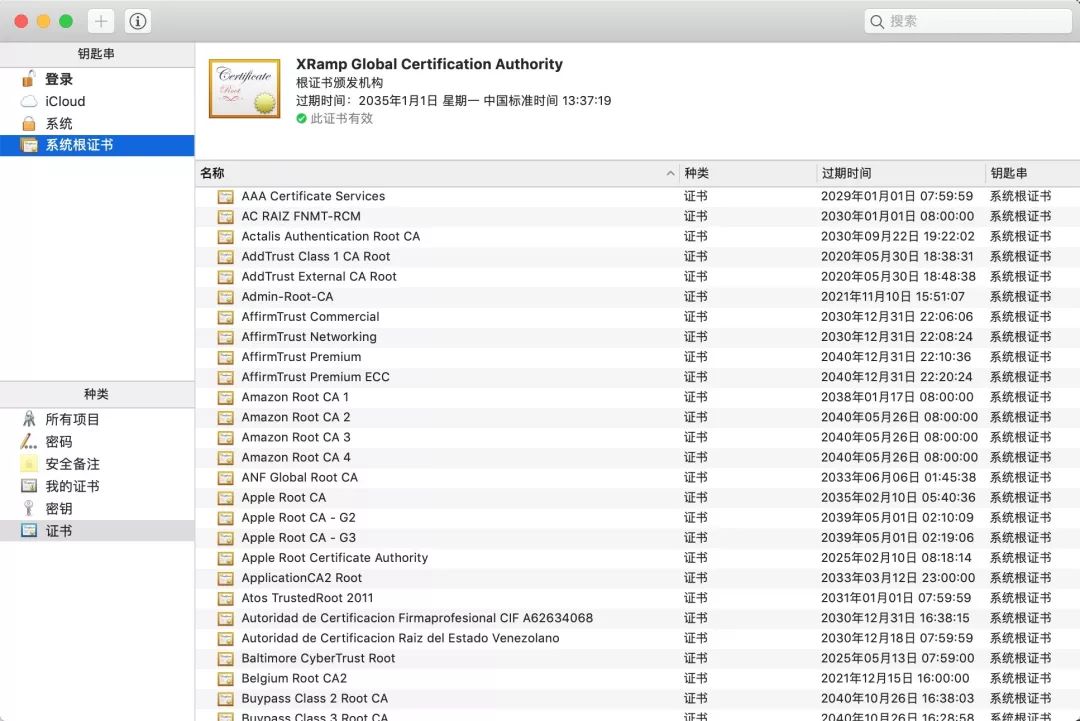 搜索
钥匙串
登录
iCloud
系统
系统根证书
XRamp Global Certification Authority
根证书颁发机构
过期时间：2035年1月1日 星期一 中国标准时间 13:37:19
此证书有效
名称 种类 过期时间 钥匙串
AAA Certificate Services 证书 2029年01月01日 07:59:59 系统根证书
AC RAIZ FNMT-RCM 证书 2030年01月01日 08:00:00 系统根证书
Actalis Authentication Root CA 证书 2030年09月22日 19:22:02 系统根证书
AddTrust Class 1 CA Root 证书 2020年05月30日 18:38:31 系统根证书
AddTrust External CA Root 证书 2020年05月30日 18:48:38 系统根证书
Admin-Root-CA 证书 2021年11月10日 15:51:07 系统根证书
AffirmTrust Commercial 证书 2030年12月31日 22:06:06 系统根证书
AffirmTrust Networking 证书 2030年12月31日 22:08:24 系统根证书
AffirmTrust Premium 证书 2040年12月31日 22:10:36 系统根证书
AffirmTrust Premium ECC 证书 2040年12月31日 22:20:24 系统根证书
Amazon Root CA 1 证书 2038年01月17日 08:00:00 系统根证书
Amazon Root CA 2 证书 2040年05月26日 08:00:00 系统根证书
Amazon Root CA 3 证书 2040年05月26日 08:00:00 系统根证书
Amazon Root CA 4 证书 2040年05月26日 08:00:00 系统根证书
ANF Global Root CA 证书 2033年06月06日 01:45:38 系统根证书
Apple Root CA 证书 2035年02月10日 05:40:36 系统根证书
Apple Root CA - G2 证书 2039年05月01日 02:10:09 系统根证书
Apple Root CA - G3 证书 2039年05月01日 02:19:06 系统根证书
Apple Root Certificate Authority 证书 2025年02月10日 08:18:14 系统根证书
ApplicationCA2 Root 证书 2033年03月12日 23:00:00 系统根证书
Atos TrustedRoot 2011 证书 2031年01月01日 07:59:59 系统根证书
Autoridad de Certificacion Firmaprofesional CIF A62634068 证书 2030年12月31日 16:38:15 系统根证书
Autoridad de Certificacion Raiz del Estado Venezolano 证书 2030年12月18日 07:59:59 系统根证书
Baltimore CyberTrust Root 证书 2025年05月13日 07:59:00 系统根证书
Belgium Root CA2 证书 2021年12月15日 16:00:00 系统根证书
Buypass Class 2 Root CA 证书 2040年10月26日 16:38:03 系统根证书
Buypass Class 3 Root CA 证书 2040年10月26日 16:28:58 系统根证书
种类
所有项目
密码
安全备注
我的证书
密钥
证书
Certificate
Root